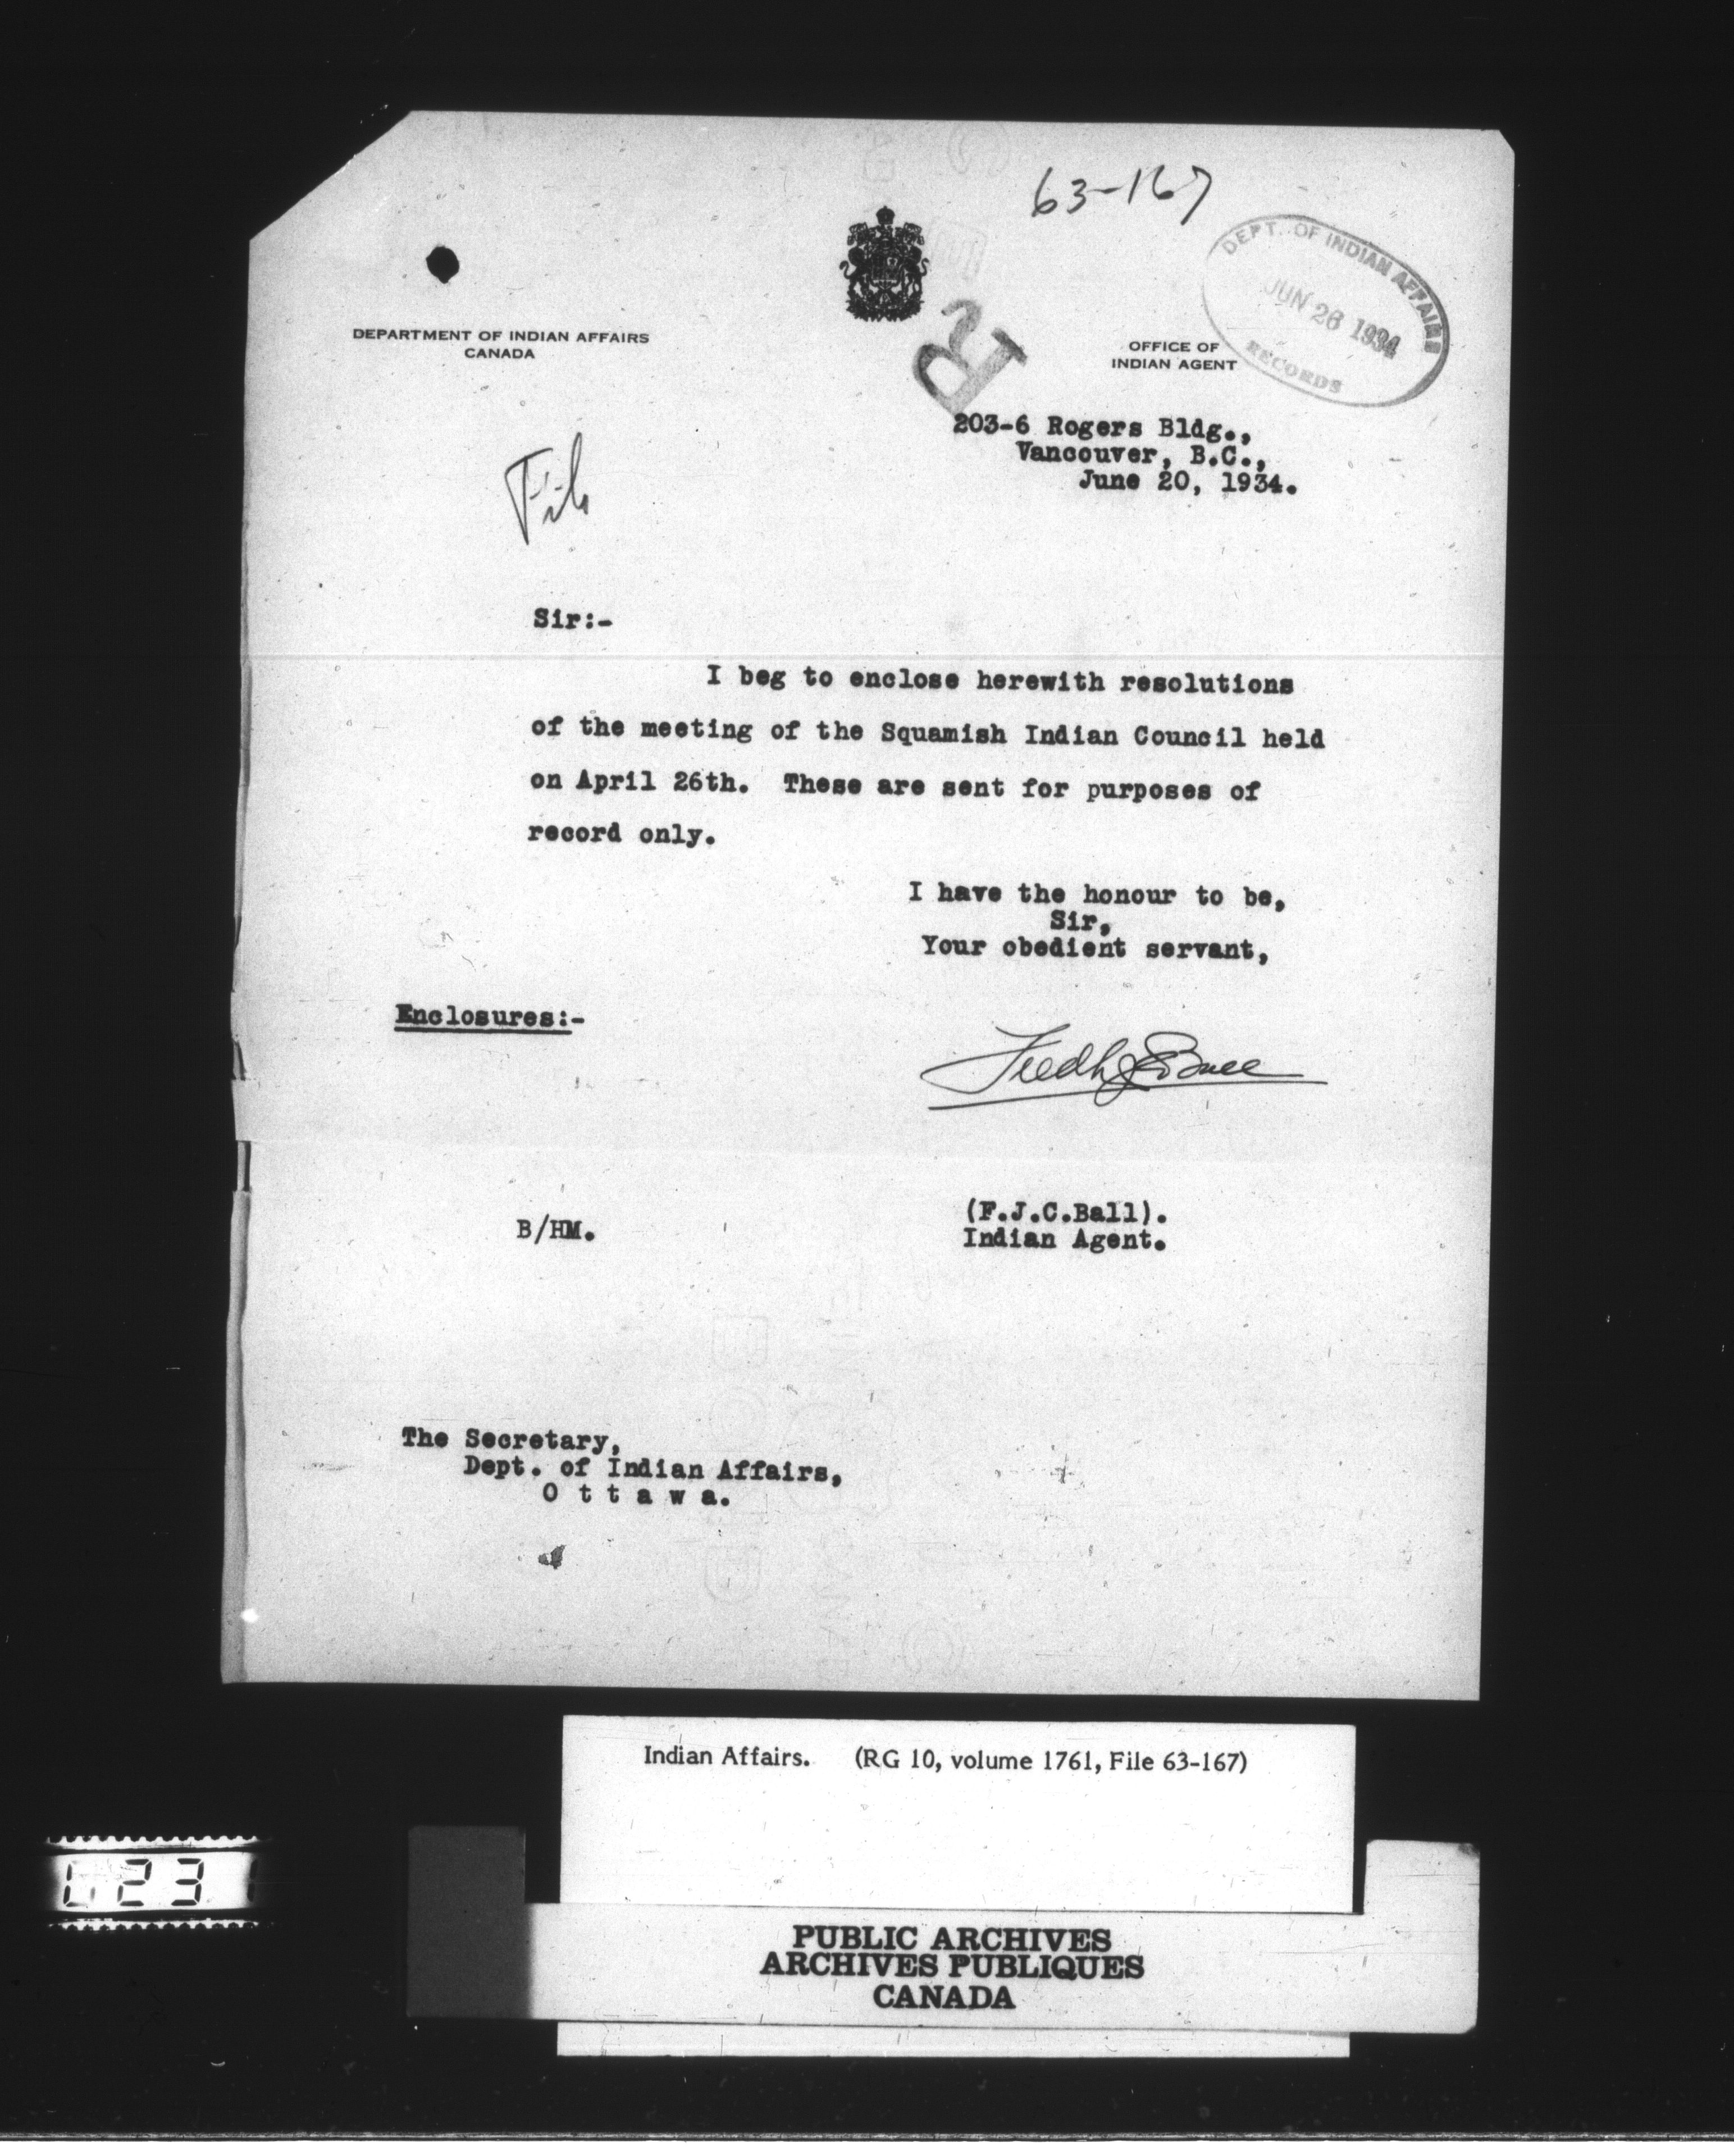 63-167
DEPT. OF INDIAN AFFAIRS
JUN 26 1934
RECORDS
DEPARTMENT OF INDIAN AFFAIRS
CANADA
OFFICE OF
INDIAN AGENT
203-6 Rogers Bldg.,
Vancouver, B.C.,
June 20, 1934.
File
Sir:-
I beg to enclose herewith resolutions
of the meeting of the Squamish Indian Council held
on April 26th. These are sent for purposes of
record only.
I have the honour to be,
Sir,
Your obedient servant,
Enclosures:-
(F.J.C.Ball).
Indian Agent.
B/HM.
The Secretary,
Dept. of Indian Affairs,
O t t a w a.
Indian Affairs. (RG 10, volume 1761, File 63-167)
PUBLIC ARCHIVES
ARCHIVES PUBLIQUES
CANADA